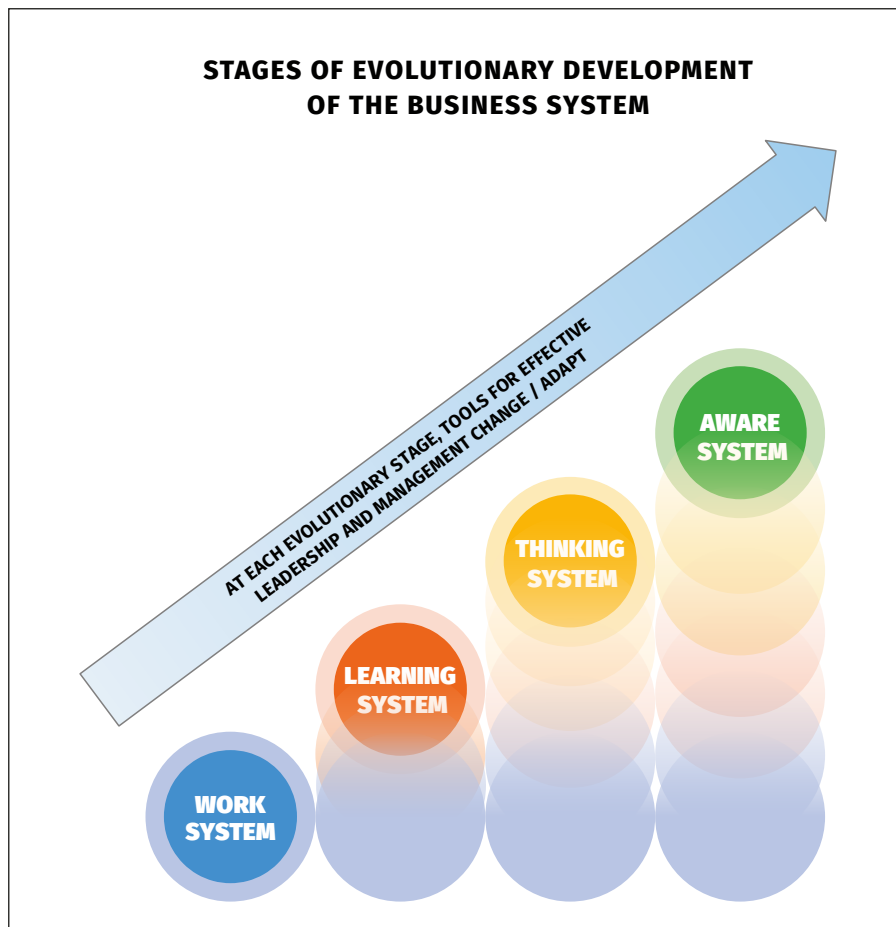 STAGES OF EVOLUTIONARY DEVELOPMENT
OF THE BUSINESS SYSTEM
AT EACH EVOLUTIONARY STAGE, TOOLS FOR EFFECTIVE
LEADERSHIP AND MANAGEMENT CHANGE / ADAPT
AWARE
SYSTEM
THINKING
SYSTEM
LEARNING
SYSTEM
WORK
SYSTEM